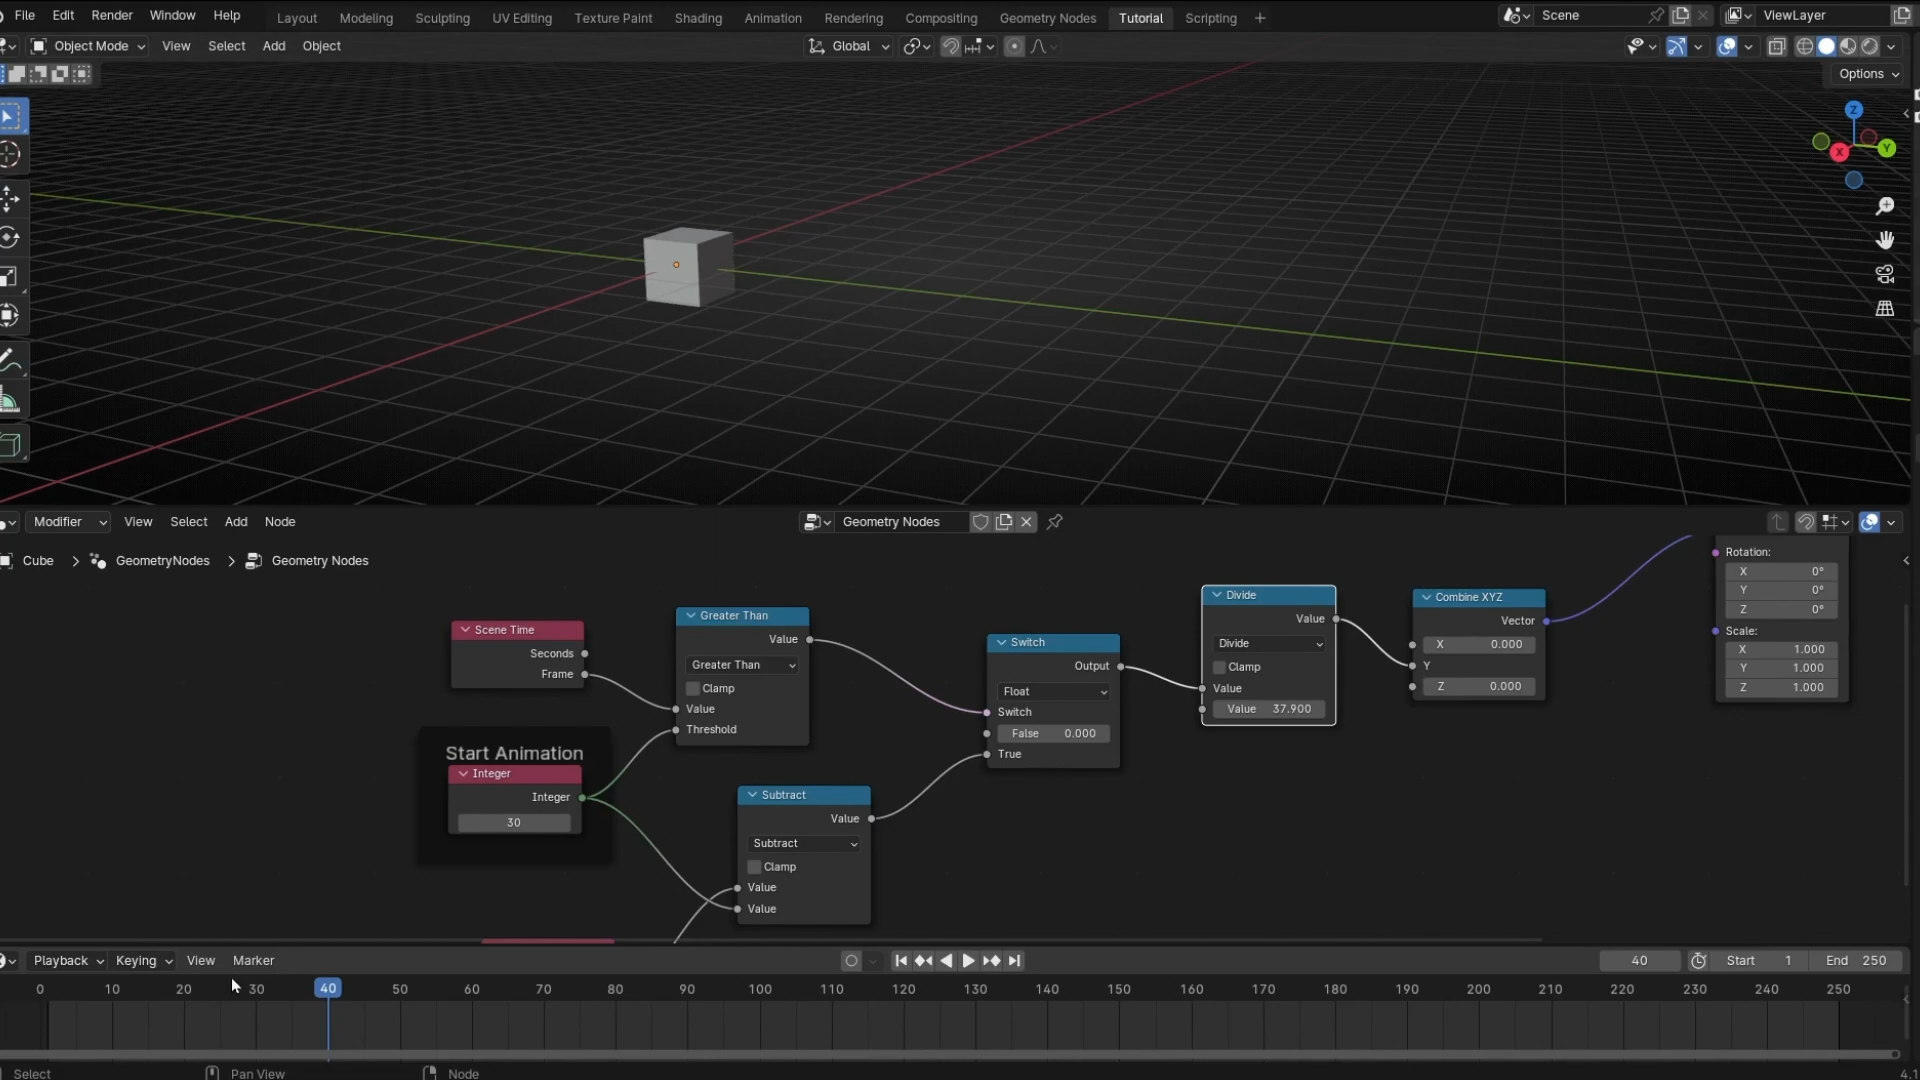 File Edit Render Window Help Layout Modeling Sculpting UV Editing Texture Paint Shading Animation Rendering Compositing Geometry Nodes Tutorial Scripting + Scene ViewLayer
Object Mode View Select Add Object Global
Options
Z
X Y
Modifier View Select Add Node Geometry Nodes
Cube > GeometryNodes > Geometry Nodes
Scene Time
Seconds
Frame
Start Animation
Integer
Integer
30
Greater Than
Value
Greater Than
Clamp
Value
Threshold
Subtract
Value
Subtract
Clamp
Value
Value
Switch
Output
Float
Switch
False 0.000
True
Divide
Value
Divide
Clamp
Value
Value 37.900
Combine XYZ
Vector
X 0.000
Y
Z 0.000
Rotation:
X 0°
Y 0°
Z 0°
Scale:
X 1.000
Y 1.000
Z 1.000
Playback Keying View Marker 40 Start 1 End 250
0 10 20 30 40 50 60 70 80 90 100 110 120 130 140 150 160 170 180 190 200 210 220 230 240 250
Select Pan View Node 4.1